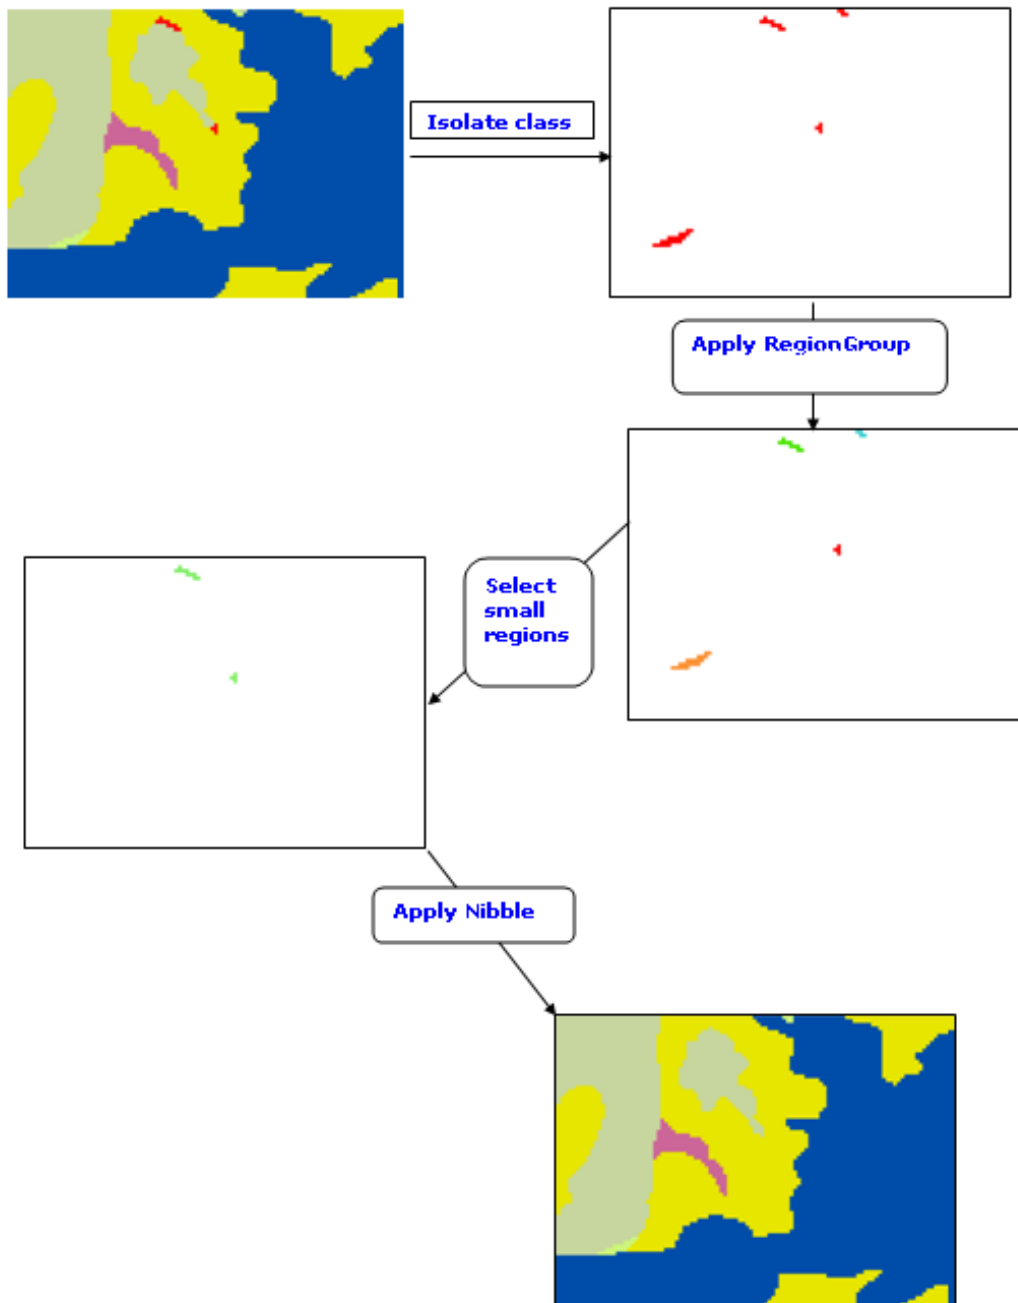 Isolate class
Apply RegionGroup
Select
small
regions
Apply Nibble